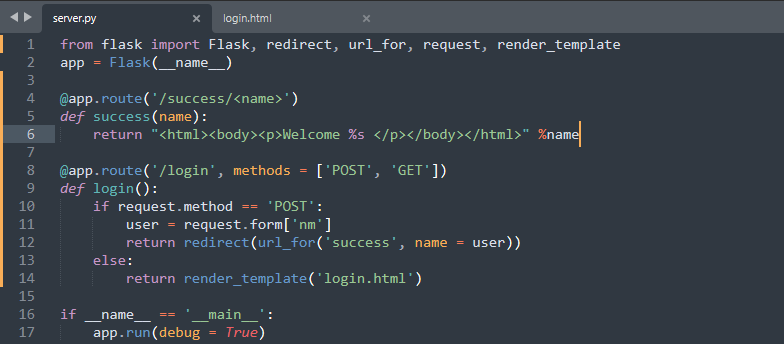 server.py × login.html ×
1 from flask import Flask, redirect, url_for, request, render_template
2 app = Flask(__name__)
3
4 @app.route('/success/<name>')
5 def success(name):
6     return "<html><body><p>Welcome %s </p></body></html>" %name
7
8 @app.route('/login', methods = ['POST', 'GET'])
9 def login():
10     if request.method == 'POST':
11         user = request.form['nm']
12         return redirect(url_for('success', name = user))
13     else:
14         return render_template('login.html')
15
16 if __name__ == '__main__':
17     app.run(debug = True)